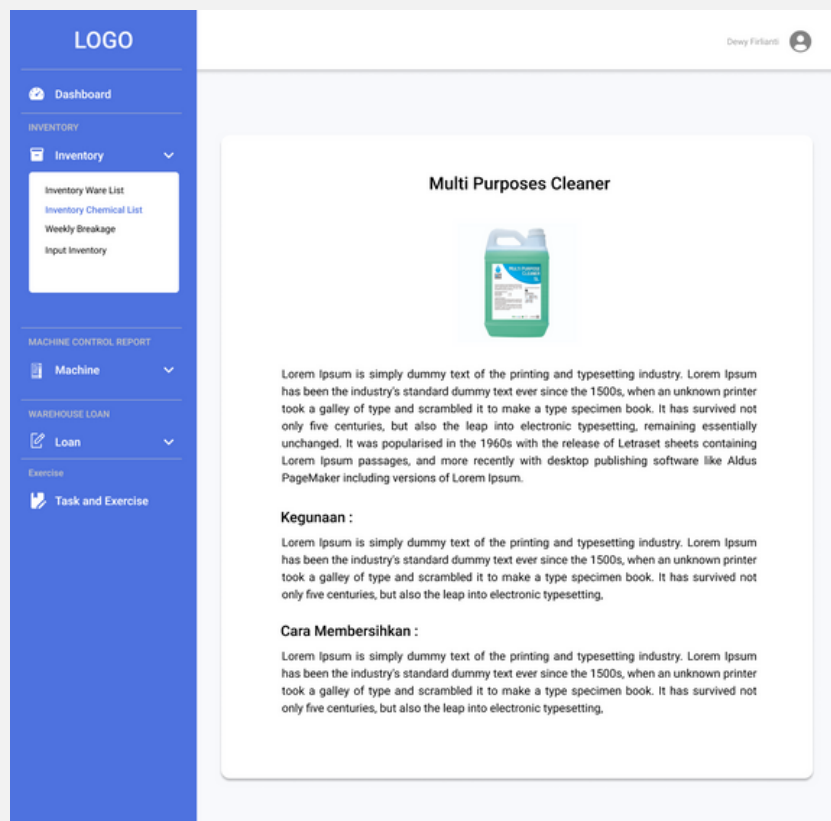 LOGO
Dewy Firlianti
Dashboard
INVENTORY
Inventory
Inventory Ware List
Inventory Chemical List
Weekly Breakage
Input Inventory
MACHINE CONTROL REPORT
Machine
WAREHOUSE LOAN
Loan
Exercise
Task and Exercise
Multi Purposes Cleaner
MULTI PURPOSE
CLEANER
5L
Lorem Ipsum is simply dummy text of the printing and typesetting industry. Lorem Ipsum
has been the industry's standard dummy text ever since the 1500s, when an unknown printer
took a galley of type and scrambled it to make a type specimen book. It has survived not
only five centuries, but also the leap into electronic typesetting, remaining essentially
unchanged. It was popularised in the 1960s with the release of Letraset sheets containing
Lorem Ipsum passages, and more recently with desktop publishing software like Aldus
PageMaker including versions of Lorem Ipsum.
Kegunaan :
Lorem Ipsum is simply dummy text of the printing and typesetting industry. Lorem Ipsum
has been the industry's standard dummy text ever since the 1500s, when an unknown printer
took a galley of type and scrambled it to make a type specimen book. It has survived not
only five centuries, but also the leap into electronic typesetting,
Cara Membersihkan :
Lorem Ipsum is simply dummy text of the printing and typesetting industry. Lorem Ipsum
has been the industry's standard dummy text ever since the 1500s, when an unknown printer
took a galley of type and scrambled it to make a type specimen book. It has survived not
only five centuries, but also the leap into electronic typesetting,